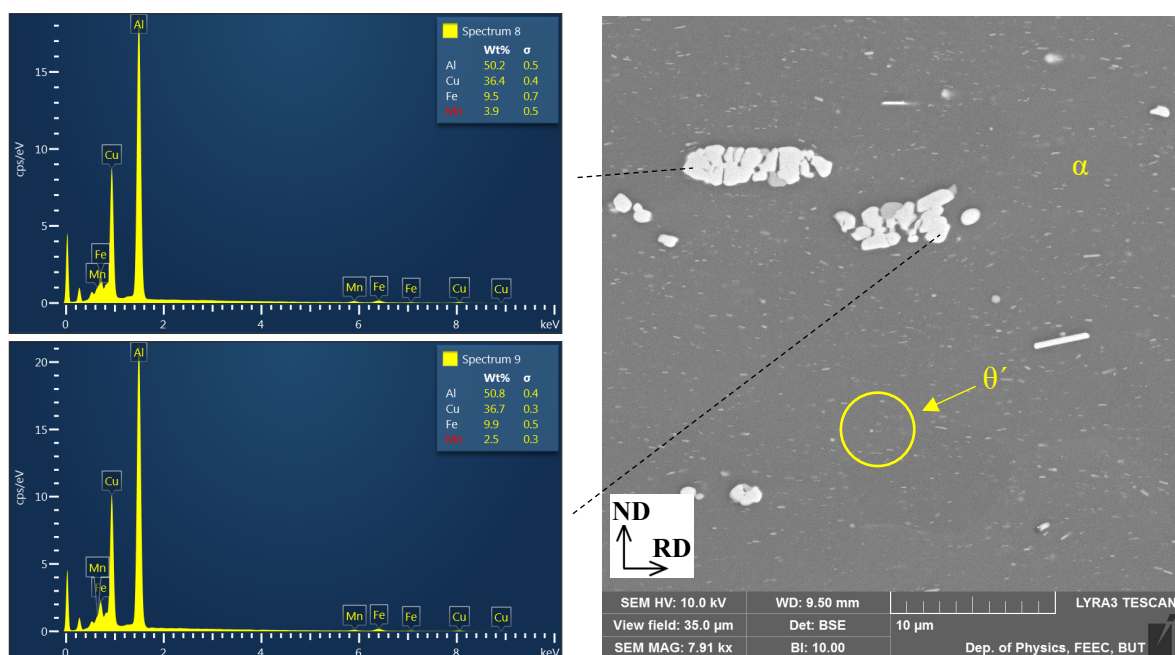 Al
Spectrum 8
Wt% σ
Al 50.2 0.5
Cu 36.4 0.4
Fe 9.5 0.7
Mn 3.9 0.5
15
10
5
0
cps/eV
Cu
Fe
Mn
Mn Fe Fe Cu Cu
0 2 4 6 8 keV
Al
Spectrum 9
Wt% σ
Al 50.8 0.4
Cu 36.7 0.3
Fe 9.9 0.5
Mn 2.5 0.3
20
15
10
5
0
cps/eV
Cu
Mn
Fe
Mn Fe Fe Cu Cu
0 2 4 6 8 keV
α
θ´
ND
RD
SEM HV: 10.0 kV WD: 9.50 mm LYRA3 TESCAN
View field: 35.0 µm Det: BSE 10 µm
SEM MAG: 7.91 kx BI: 10.00 Dep. of Physics, FEEC, BUT